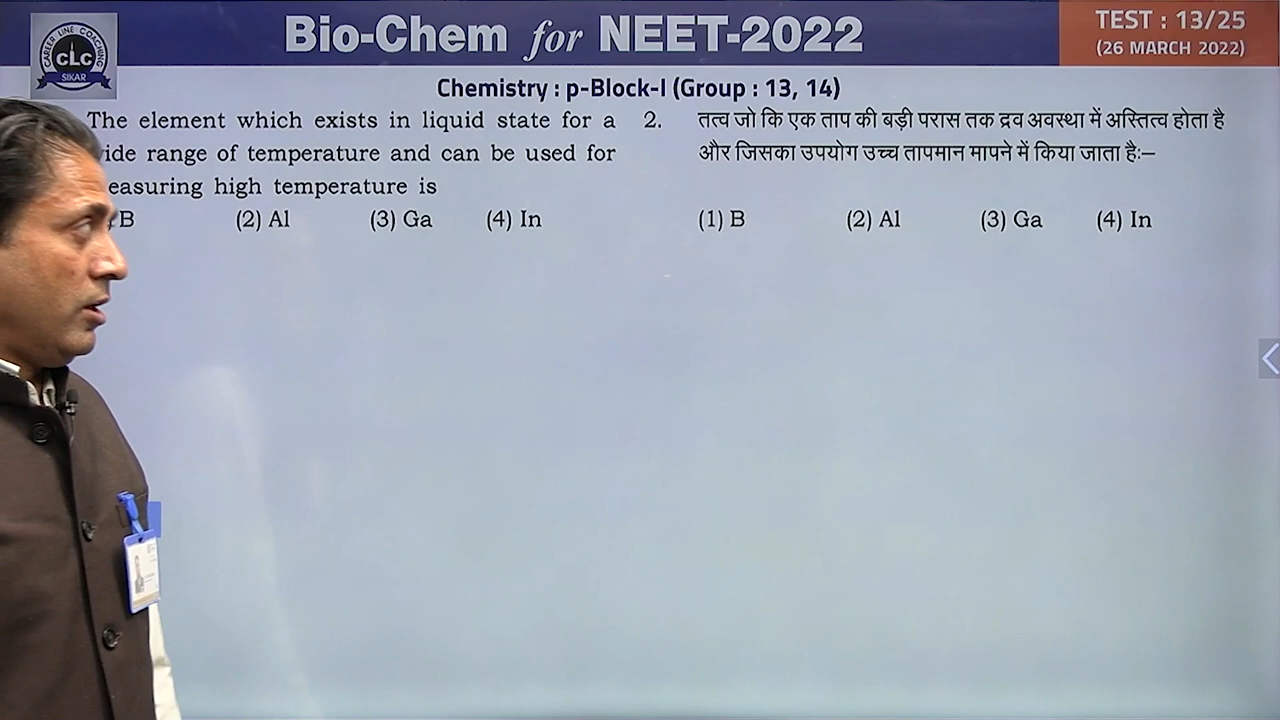 CAREER LINE COACHING
CLC
SIKAR
Bio-Chem for NEET-2022
TEST : 13/25
(26 MARCH 2022)
Chemistry : p-Block-I (Group : 13, 14)
The element which exists in liquid state for a
ide range of temperature and can be used for
easuring high temperature is
B (2) Al (3) Ga (4) In
2. तत्व जो कि एक ताप की बड़ी परास तक द्रव अवस्था में अस्तित्व होता है
और जिसका उपयोग उच्च तापमान मापने में किया जाता हैः–
(1) B (2) Al (3) Ga (4) In